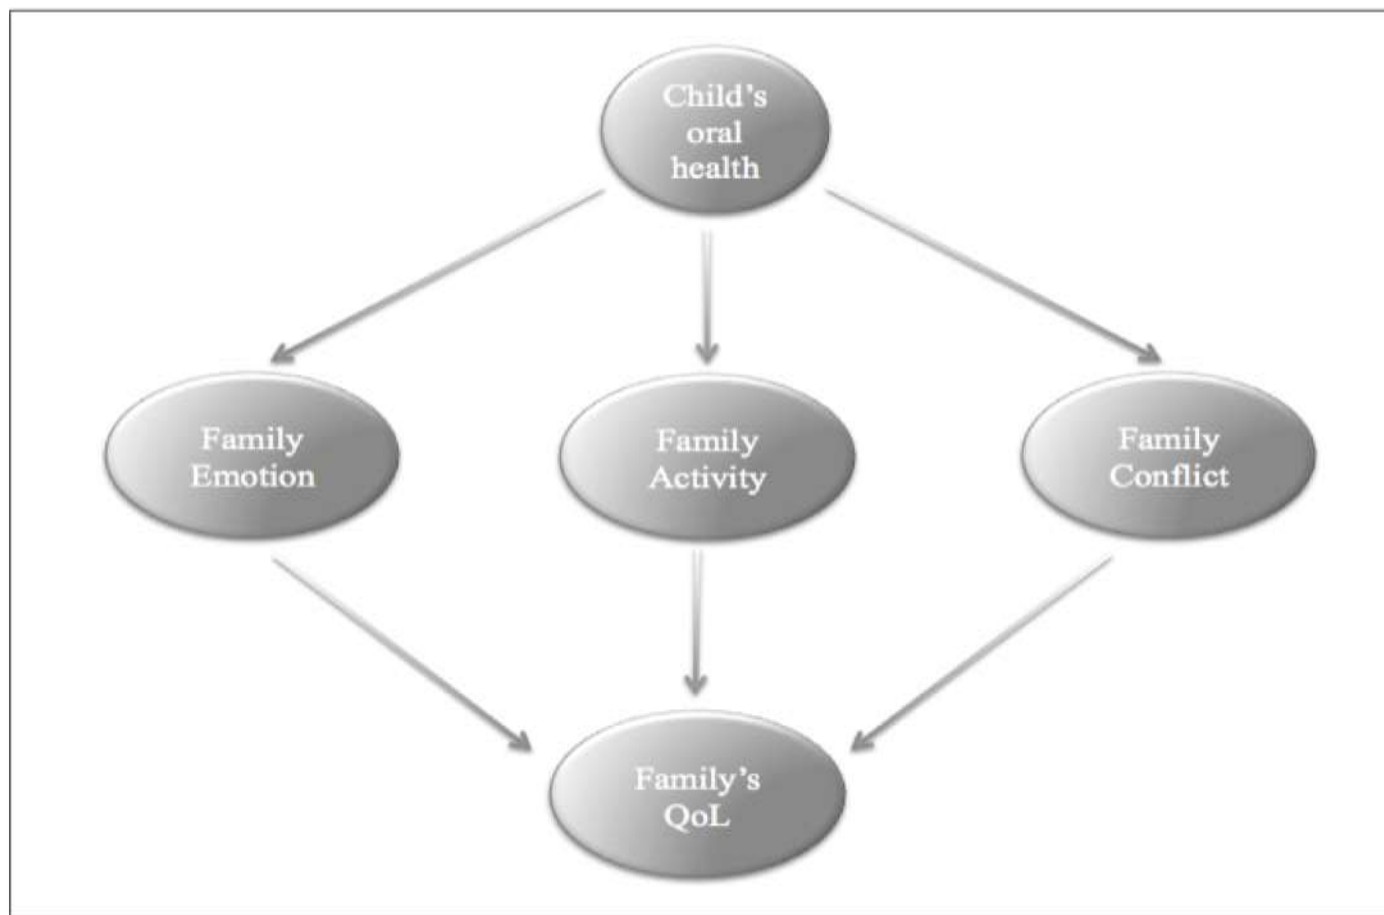 Child’s
oral
health
Family
Emotion
Family
Activity
Family
Conflict
Family’s
QoL